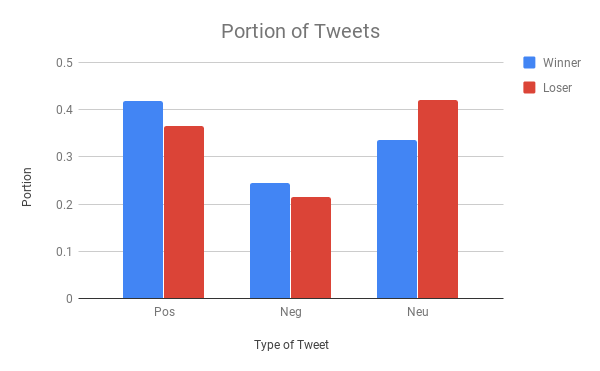 Portion of Tweets
Winner
Loser
Portion
0.5
0.4
0.3
0.2
0.1
0
Pos Neg Neu
Type of Tweet